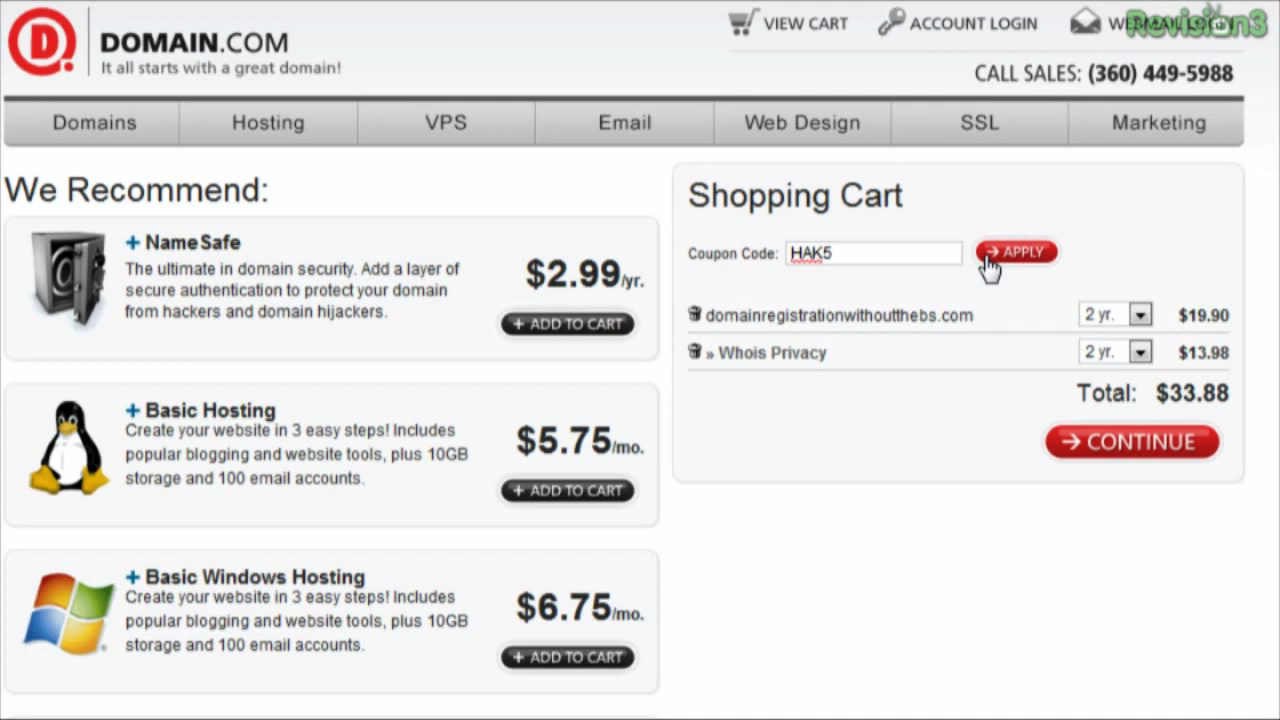 VIEW CART
ACCOUNT LOGIN
Revision3
DOMAIN.COM
It all starts with a great domain!
CALL SALES: (360) 449-5988
Domains
Hosting
VPS
Email
Web Design
SSL
Marketing
We Recommend:
+ NameSafe
The ultimate in domain security. Add a layer of
secure authentication to protect your domain
from hackers and domain hijackers.
$2.99/yr.
+ ADD TO CART
+ Basic Hosting
Create your website in 3 easy steps! Includes
popular blogging and website tools, plus 10GB
storage and 100 email accounts.
$5.75/mo.
+ ADD TO CART
+ Basic Windows Hosting
Create your website in 3 easy steps! Includes
popular blogging and website tools, plus 10GB
storage and 100 email accounts.
$6.75/mo.
+ ADD TO CART
Shopping Cart
Coupon Code: HAK5 → APPLY
domainregistrationwithoutthebs.com 2 yr. $19.90
» Whois Privacy 2 yr. $13.98
Total: $33.88
→ CONTINUE